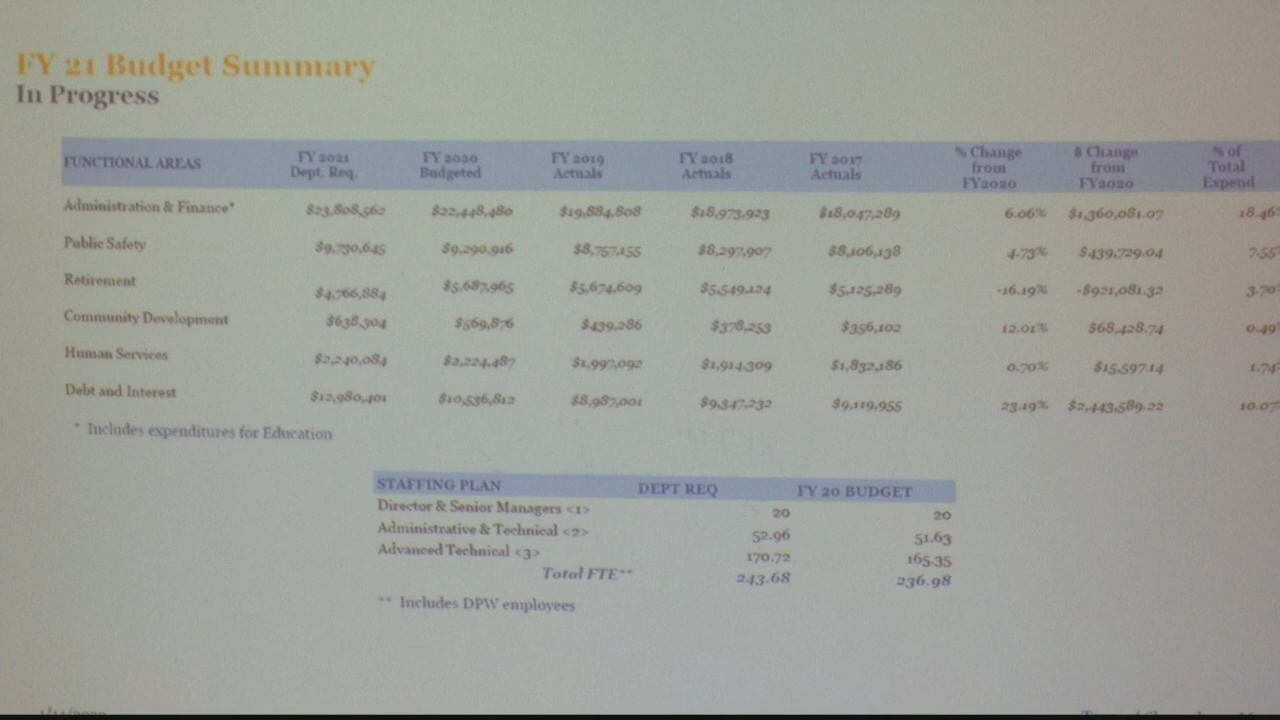 FY 21 Budget Summary
In Progress
FUNCTIONAL AREAS FY 2021 Dept. Req. FY 2020 Budgeted FY 2019 Actuals FY 2018 Actuals FY 2017 Actuals % Change from FY2020 $ Change from FY2020 % of Total Expend
Administration & Finance* $23,808,562 $22,448,480 $19,884,808 $18,973,923 $18,047,289 6.06% $1,360,081.07 18.46
Public Safety $9,730,645 $9,290,916 $8,757,155 $8,297,907 $8,106,138 4.73% $439,729.04 7.55
Retirement $4,766,884 $5,687,965 $5,674,609 $5,549,124 $5,125,289 -16.19% -$921,081.32 3.70
Community Development $638,304 $569,876 $439,286 $378,253 $356,102 12.01% $68,428.74 0.49
Human Services $2,240,084 $2,224,487 $1,997,092 $1,914,309 $1,832,186 0.70% $15,597.14 1.74
Debt and Interest $12,980,401 $10,536,812 $8,987,001 $9,347,232 $9,119,955 23.19% $2,443,589.22 10.07
* Includes expenditures for Education
STAFFING PLAN DEPT REQ FY 20 BUDGET
Director & Senior Managers <1> 20 20
Administrative & Technical <2> 52.96 51.63
Advanced Technical <3> 170.72 165.35
Total FTE** 243.68 236.98
** Includes DPW employees